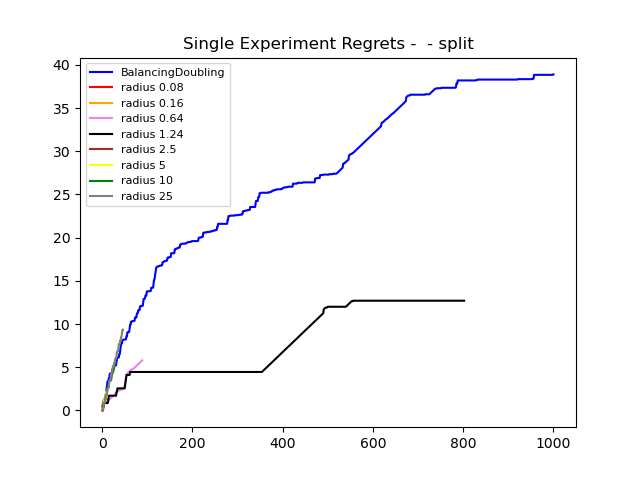 Single Experiment Regrets -  - split
BalancingDoubling
radius 0.08
radius 0.16
radius 0.64
radius 1.24
radius 2.5
radius 5
radius 10
radius 25
40
35
30
25
20
15
10
5
0
0 200 400 600 800 1000